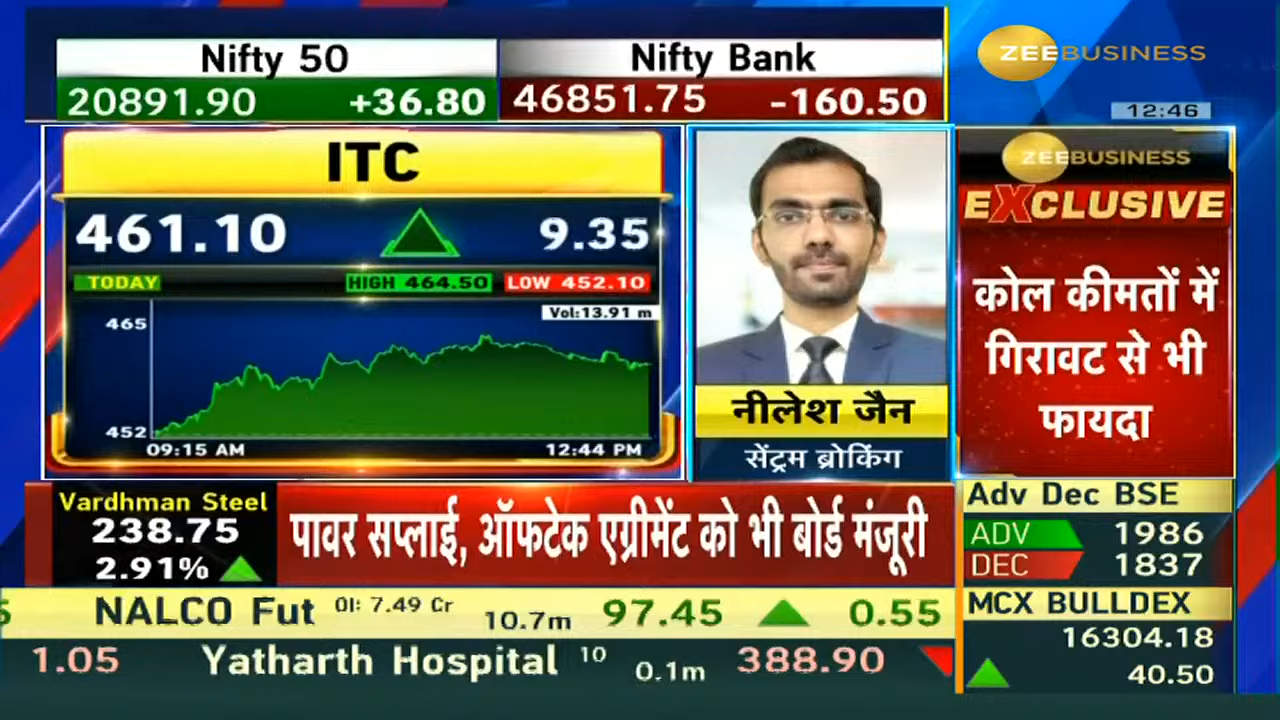 Nifty 50
20891.90 +36.80
Nifty Bank
46851.75 -160.50
ZEEBUSINESS
12:46
ITC
461.10 9.35
TODAY HIGH 464.50 LOW 452.10
Vol:13.91 m
465
452
09:15 AM 12:44 PM
नीलेश जैन
सेंट्रम ब्रोकिंग
ZEEBUSINESS
EXCLUSIVE
कोल कीमतों में
गिरावट से भी
फायदा
Vardhman Steel
238.75
2.91%
पावर सप्लाई, ऑफटेक एग्रीमेंट को भी बोर्ड मंजूरी
Adv Dec BSE
ADV 1986
DEC 1837
MCX BULLDEX
16304.18
40.50
NALCO Fut OI: 7.49 Cr 10.7m 97.45 0.55
1.05 Yatharth Hospital 10 0.1m 388.90